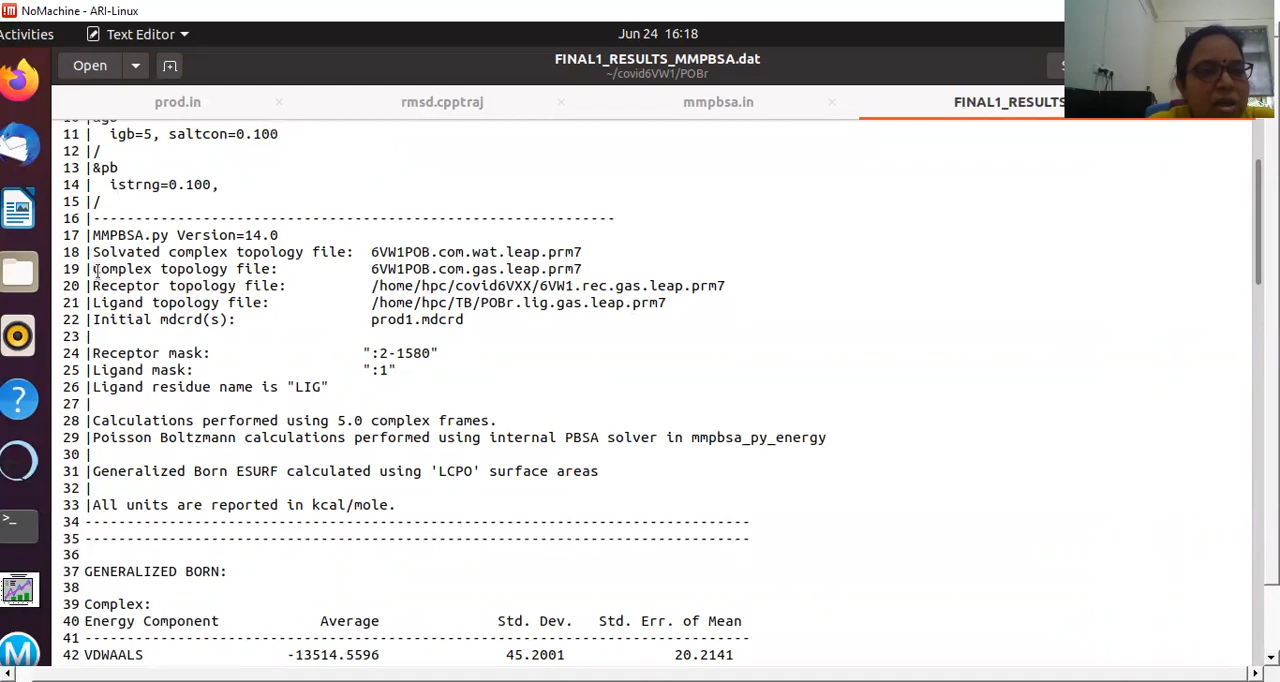 NoMachine - ARI-Linux
Activities
Text Editor
Jun 24 16:18
Open
FINAL1_RESULTS_MMPBSA.dat
~/covid6VW1/POBr
prod.in
rmsd.cpptraj
mmpbsa.in
FINAL1_RESULTS
11 |  igb=5, saltcon=0.100
12 |/
13 |&pb
14 |  istrng=0.100,
15 |/
16 |--------------------------------------------------------------
17 |MMPBSA.py Version=14.0
18 |Solvated complex topology file:  6VW1POB.com.wat.leap.prm7
19 |Complex topology file:           6VW1POB.com.gas.leap.prm7
20 |Receptor topology file:          /home/hpc/covid6VXX/6VW1.rec.gas.leap.prm7
21 |Ligand topology file:            /home/hpc/TB/POBr.lig.gas.leap.prm7
22 |Initial mdcrd(s):                prod1.mdcrd
23 |
24 |Receptor mask:                  ":2-1580"
25 |Ligand mask:                    ":1"
26 |Ligand residue name is "LIG"
27 |
28 |Calculations performed using 5.0 complex frames.
29 |Poisson Boltzmann calculations performed using internal PBSA solver in mmpbsa_py_energy
30 |
31 |Generalized Born ESURF calculated using 'LCPO' surface areas
32 |
33 |All units are reported in kcal/mole.
34 -------------------------------------------------------------------------------
35 -------------------------------------------------------------------------------
36
37 GENERALIZED BORN:
38
39 Complex:
40 Energy Component            Average              Std. Dev.   Std. Err. of Mean
41 -------------------------------------------------------------------------------
42 VDWAALS                 -13514.5596               45.2001             20.2141